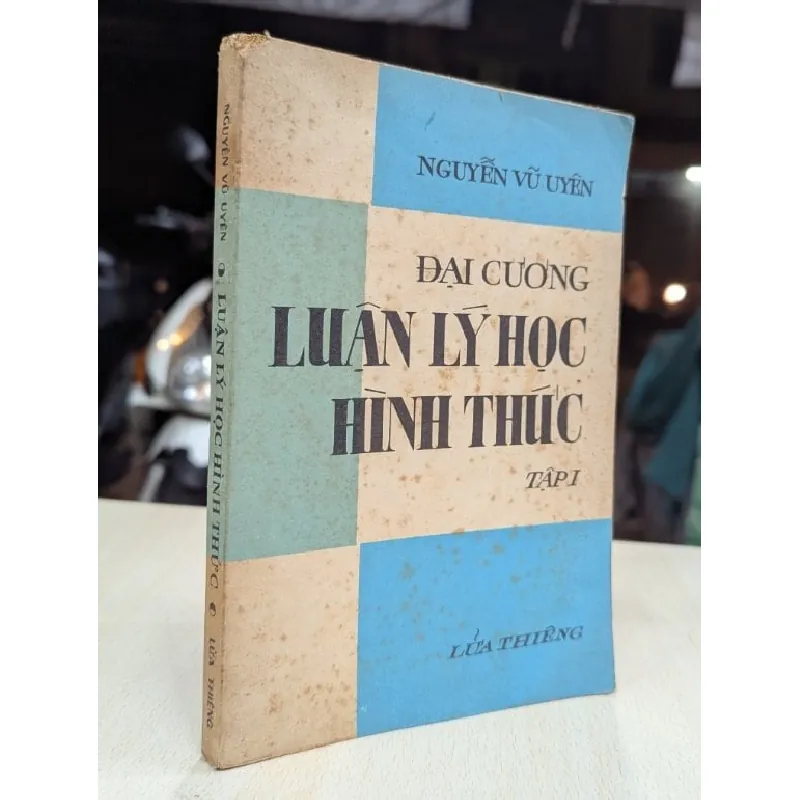 NGUYỄN VŨ UYÊN
ĐẠI CƯƠNG
LUẬN LÝ HỌC
HÌNH THỨC
TẬP I
LỬA THIÊNG
NGUYỄN VŨ UYÊN LUẬN LÝ HỌC HÌNH THỨC LỬA THIÊNG